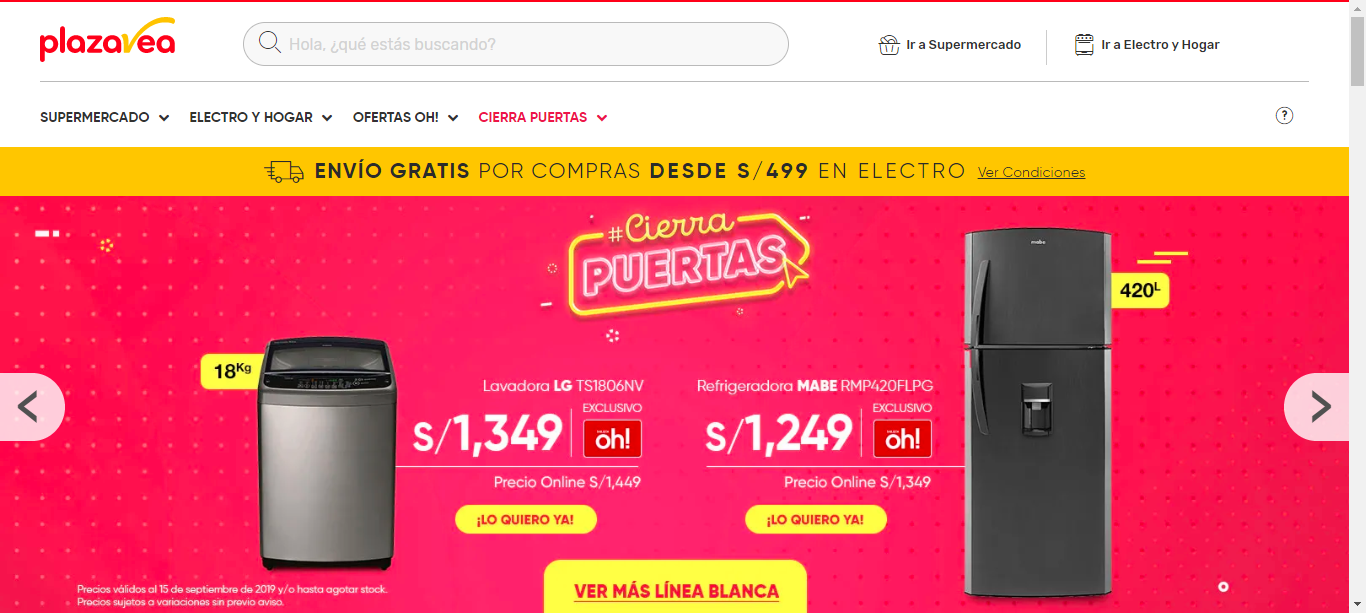 plazavea
Hola, ¿qué estás buscando?
Ir a Supermercado
Ir a Electro y Hogar
SUPERMERCADO
ELECTRO Y HOGAR
OFERTAS OH!
CIERRA PUERTAS
?
ENVÍO GRATIS POR COMPRAS DESDE S/499 EN ELECTRO Ver Condiciones
#Cierra
PUERTAS
18Kg
Lavadora LG TS1806NV
S/1,349
EXCLUSIVO
oh!
Precio Online S/1,449
¡LO QUIERO YA!
Refrigeradora MABE RMP420FLPG
S/1,249
EXCLUSIVO
oh!
Precio Online S/1,349
¡LO QUIERO YA!
mabe
420L
VER MÁS LÍNEA BLANCA
Precios válidos al 15 de septiembre de 2019 y/o hasta agotar stock.
Precios sujetos a variaciones sin previo aviso.